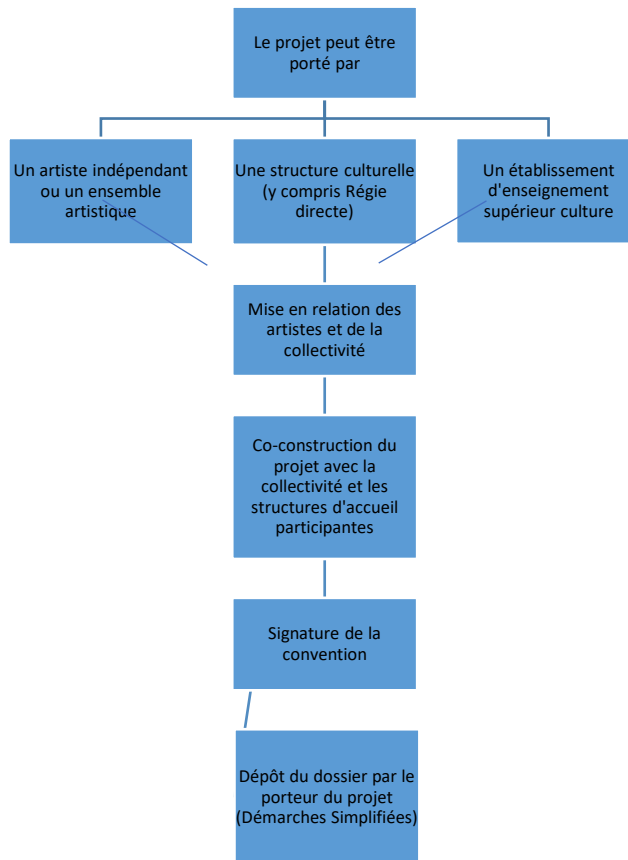 Le projet peut être
porté par
Un artiste indépendant
ou un ensemble
artistique
Une structure culturelle
(y compris Régie
directe)
Un établissement
d'enseignement
supérieur culture
Mise en relation des
artistes et de la
collectivité
Co-construction du
projet avec la
collectivité et les
structures d'accueil
participantes
Signature de la
convention
Dépôt du dossier par le
porteur du projet
(Démarches Simplifiées)